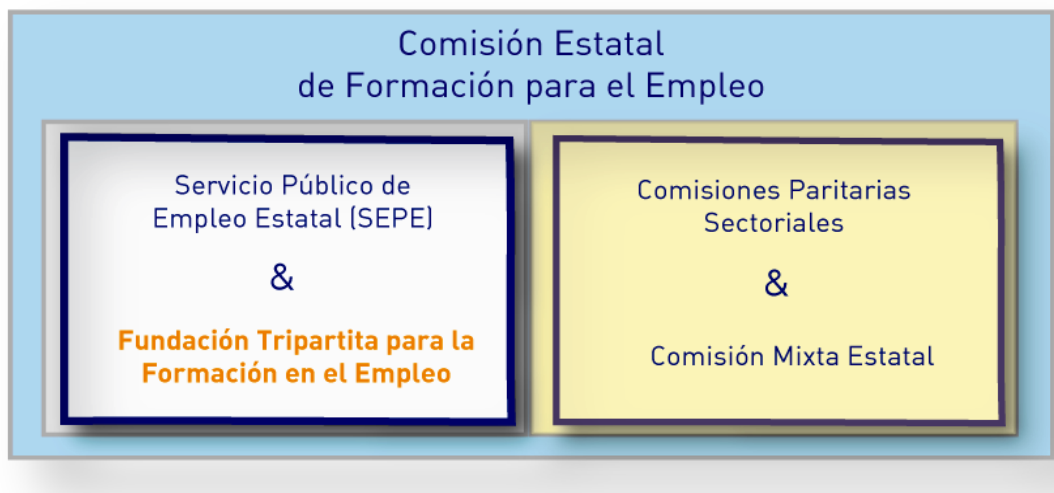 Comisión Estatal
de Formación para el Empleo
Servicio Público de
Empleo Estatal (SEPE)
&
Fundación Tripartita para la
Formación en el Empleo
Comisiones Paritarias
Sectoriales
&
Comisión Mixta Estatal